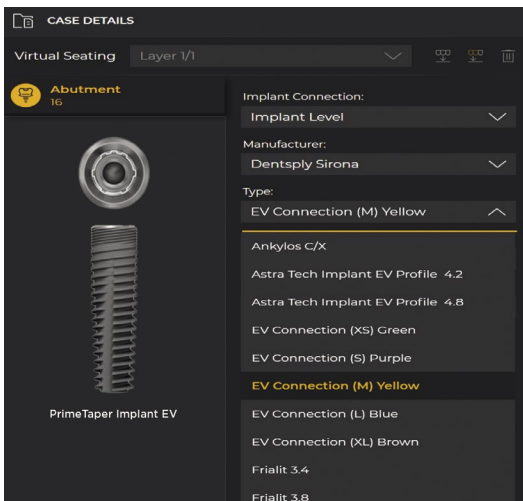 CASE DETAILS
Virtual Seating
Layer 1/1
Abutment
16
PrimeTaper Implant EV
Implant Connection:
Implant Level
Manufacturer:
Dentsply Sirona
Type:
EV Connection (M) Yellow
Ankylos C/X
Astra Tech Implant EV Profile 4.2
Astra Tech Implant EV Profile 4.8
EV Connection (XS) Green
EV Connection (S) Purple
EV Connection (M) Yellow
EV Connection (L) Blue
EV Connection (XL) Brown
Frialit 3.4
Frialit 3.8